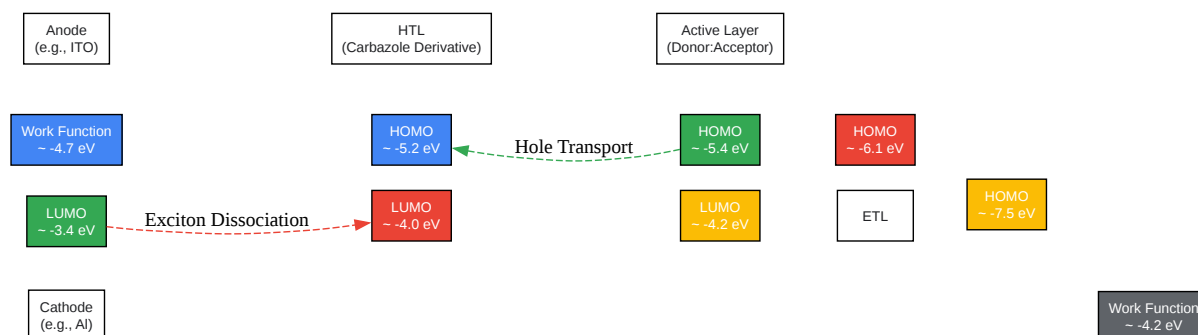 Anode
(e.g., ITO)
HTL
(Carbazole Derivative)
Active Layer
(Donor:Acceptor)
Work Function
~ -4.7 eV
HOMO
~ -5.2 eV
Hole Transport
HOMO
~ -5.4 eV
HOMO
~ -6.1 eV
LUMO
~ -3.4 eV
Exciton Dissociation
LUMO
~ -4.0 eV
LUMO
~ -4.2 eV
ETL
HOMO
~ -7.5 eV
Cathode
(e.g., Al)
Work Function
~ -4.2 eV